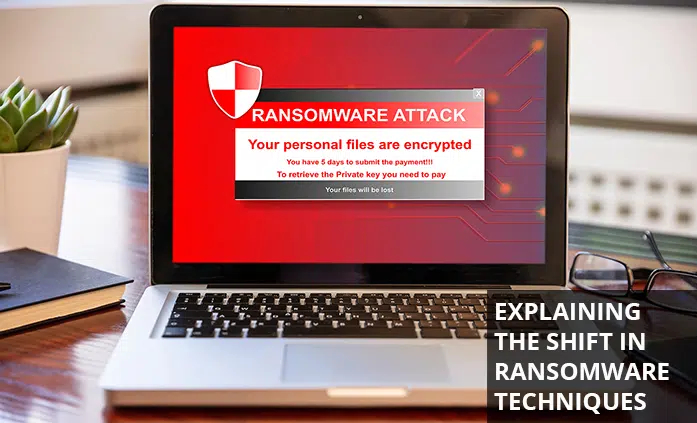 X
RANSOMWARE ATTACK
Your personal files are encrypted
You have 5 days to submit the payment!!!
To retrieve the Private key you need to pay
Your files will be lost
EXPLAINING
THE SHIFT IN
RANSOMWARE
TECHNIQUES